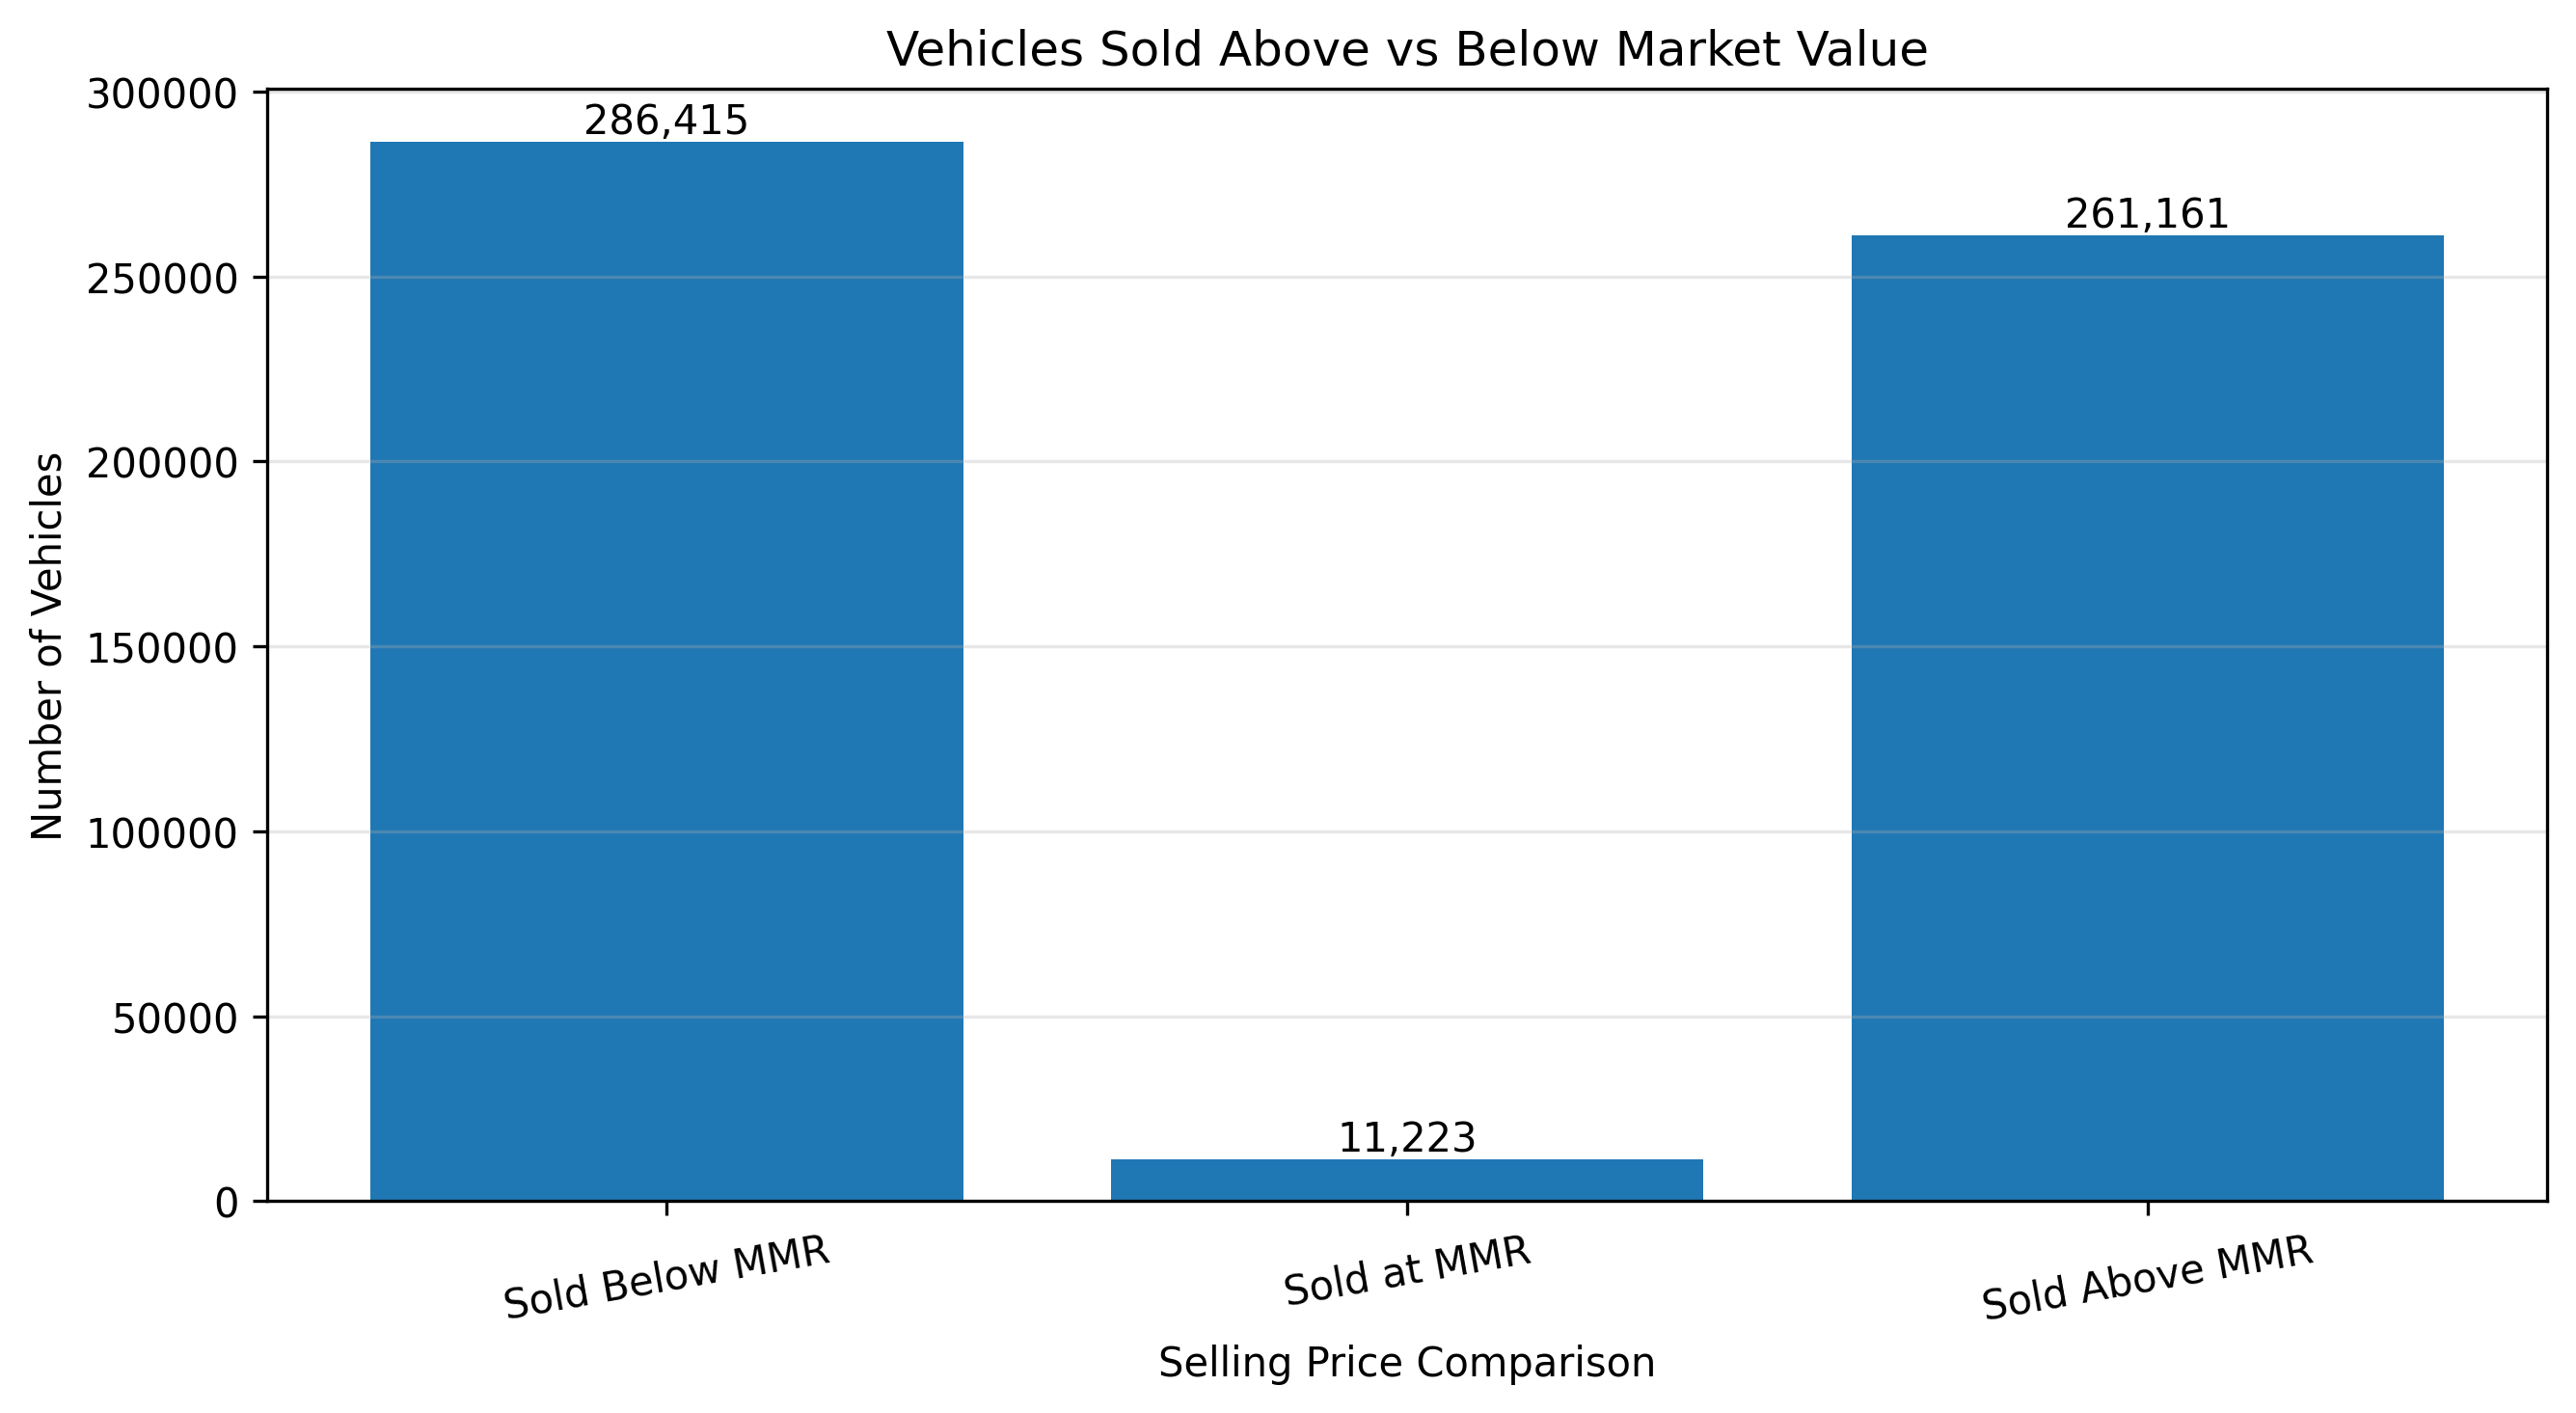 Vehicles Sold Above vs Below Market Value
Number of Vehicles
300000
250000
200000
150000
100000
50000
0
286,415
11,223
261,161
Sold Below MMR
Sold at MMR
Sold Above MMR
Selling Price Comparison